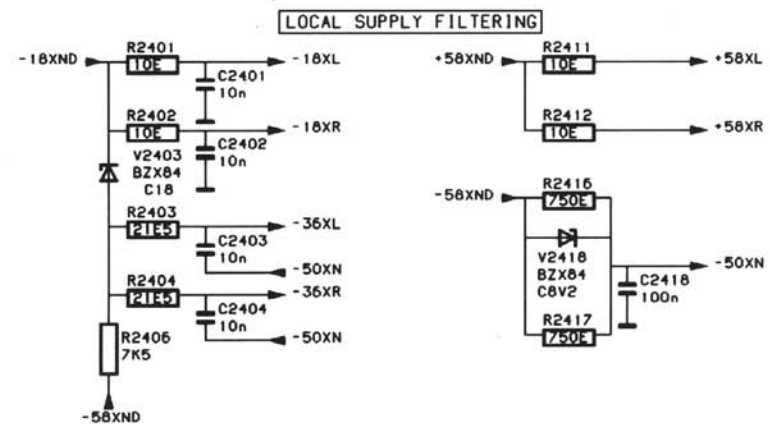 LOCAL SUPPLY FILTERING
-18XND
R2401
10E
-18XL
C2401
10n
R2402
10E
-18XR
C2402
10n
V2403
BZX84
C18
R2403
21E5
-36XL
C2403
10n
-50XN
R2404
21E5
-36XR
C2404
10n
-50XN
R2406
7K5
-58XND
+58XND
R2411
10E
+58XL
R2412
10E
+58XR
-58XND
R2416
750E
V2418
BZX84
C8V2
-50XN
C2418
100n
R2417
750E